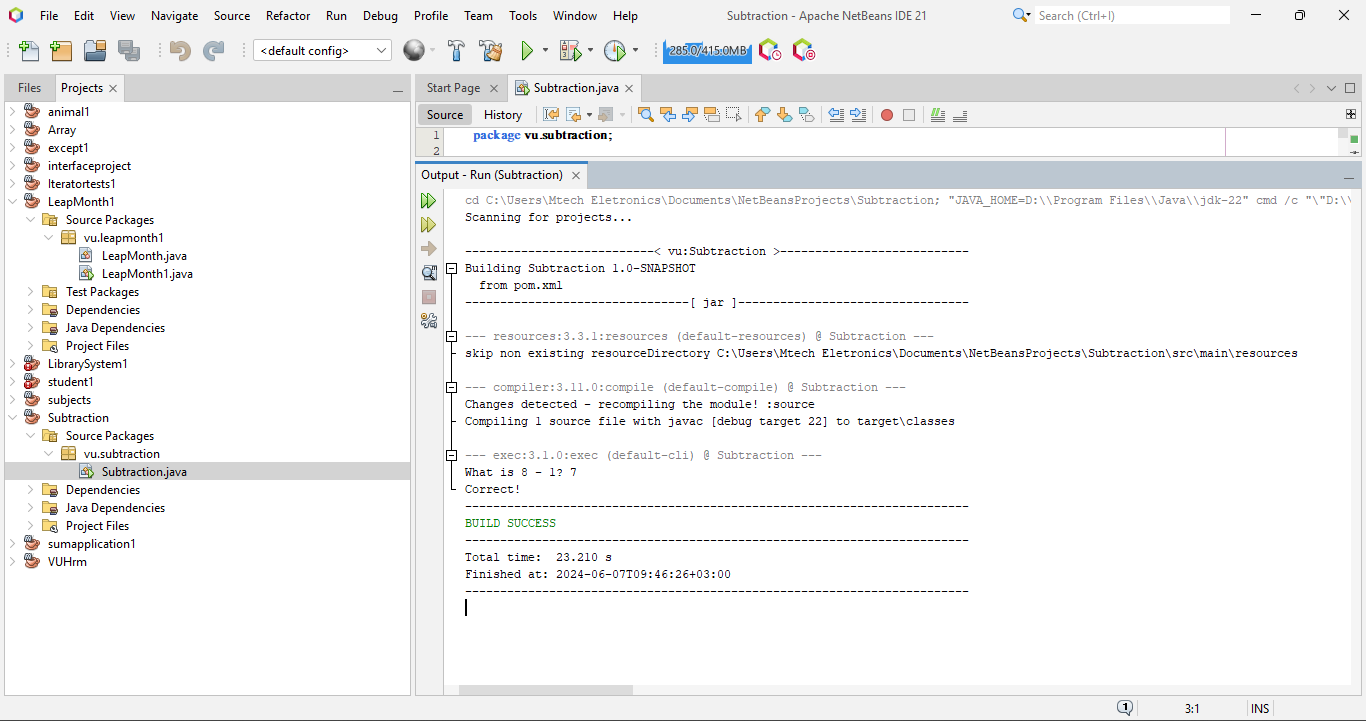 File Edit View Navigate Source Refactor Run Debug Profile Team Tools Window Help Subtraction - Apache NetBeans IDE 21 Search (Ctrl+I)
<default config> 285.0/415.0MB
Files Projects
animal1
Array
except1
interfaceproject
Iteratortests1
LeapMonth1
Source Packages
vu.leapmonth1
LeapMonth.java
LeapMonth1.java
Test Packages
Dependencies
Java Dependencies
Project Files
LibrarySystem1
student1
subjects
Subtraction
Source Packages
vu.subtraction
Subtraction.java
Dependencies
Java Dependencies
Project Files
sumapplication1
VUHrm
Start Page Subtraction.java
Source History
1 package vu.subtraction;
2
Output - Run (Subtraction)
cd C:\Users\Mtech Eletronics\Documents\NetBeansProjects\Subtraction; "JAVA_HOME=D:\\Program Files\\Java\\jdk-22" cmd /c "\"D:\\
Scanning for projects...
---------------------------< vu:Subtraction >---------------------------
Building Subtraction 1.0-SNAPSHOT
from pom.xml
--------------------------------[ jar ]---------------------------------
--- resources:3.3.1:resources (default-resources) @ Subtraction ---
skip non existing resourceDirectory C:\Users\Mtech Eletronics\Documents\NetBeansProjects\Subtraction\src\main\resources
--- compiler:3.11.0:compile (default-compile) @ Subtraction ---
Changes detected - recompiling the module! :source
Compiling 1 source file with javac [debug target 22] to target\classes
--- exec:3.1.0:exec (default-cli) @ Subtraction ---
What is 8 - 1? 7
Correct!
------------------------------------------------------------------------
BUILD SUCCESS
------------------------------------------------------------------------
Total time:  23.210 s
Finished at: 2024-06-07T09:46:26+03:00
------------------------------------------------------------------------
1 3:1 INS